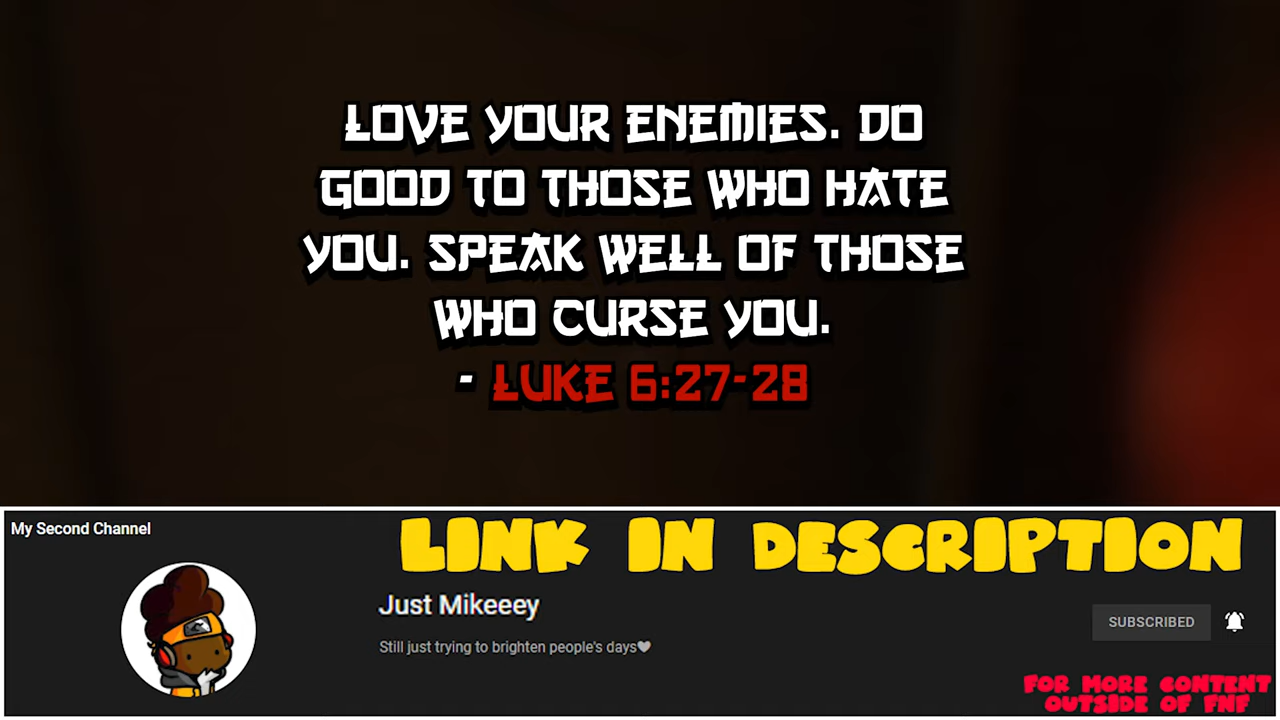 LOVE YOUR ENEMIES. DO
GOOD TO THOSE WHO HATE
YOU. SPEAK WELL OF THOSE
WHO CURSE YOU.
- LUKE 6:27-28
My Second Channel
LINK IN DESCRIPTION
Just Mikeeey
SUBSCRIBED
Still just trying to brighten people's days🖤
FOR MORE CONTENT
OUTSIDE OF FNF